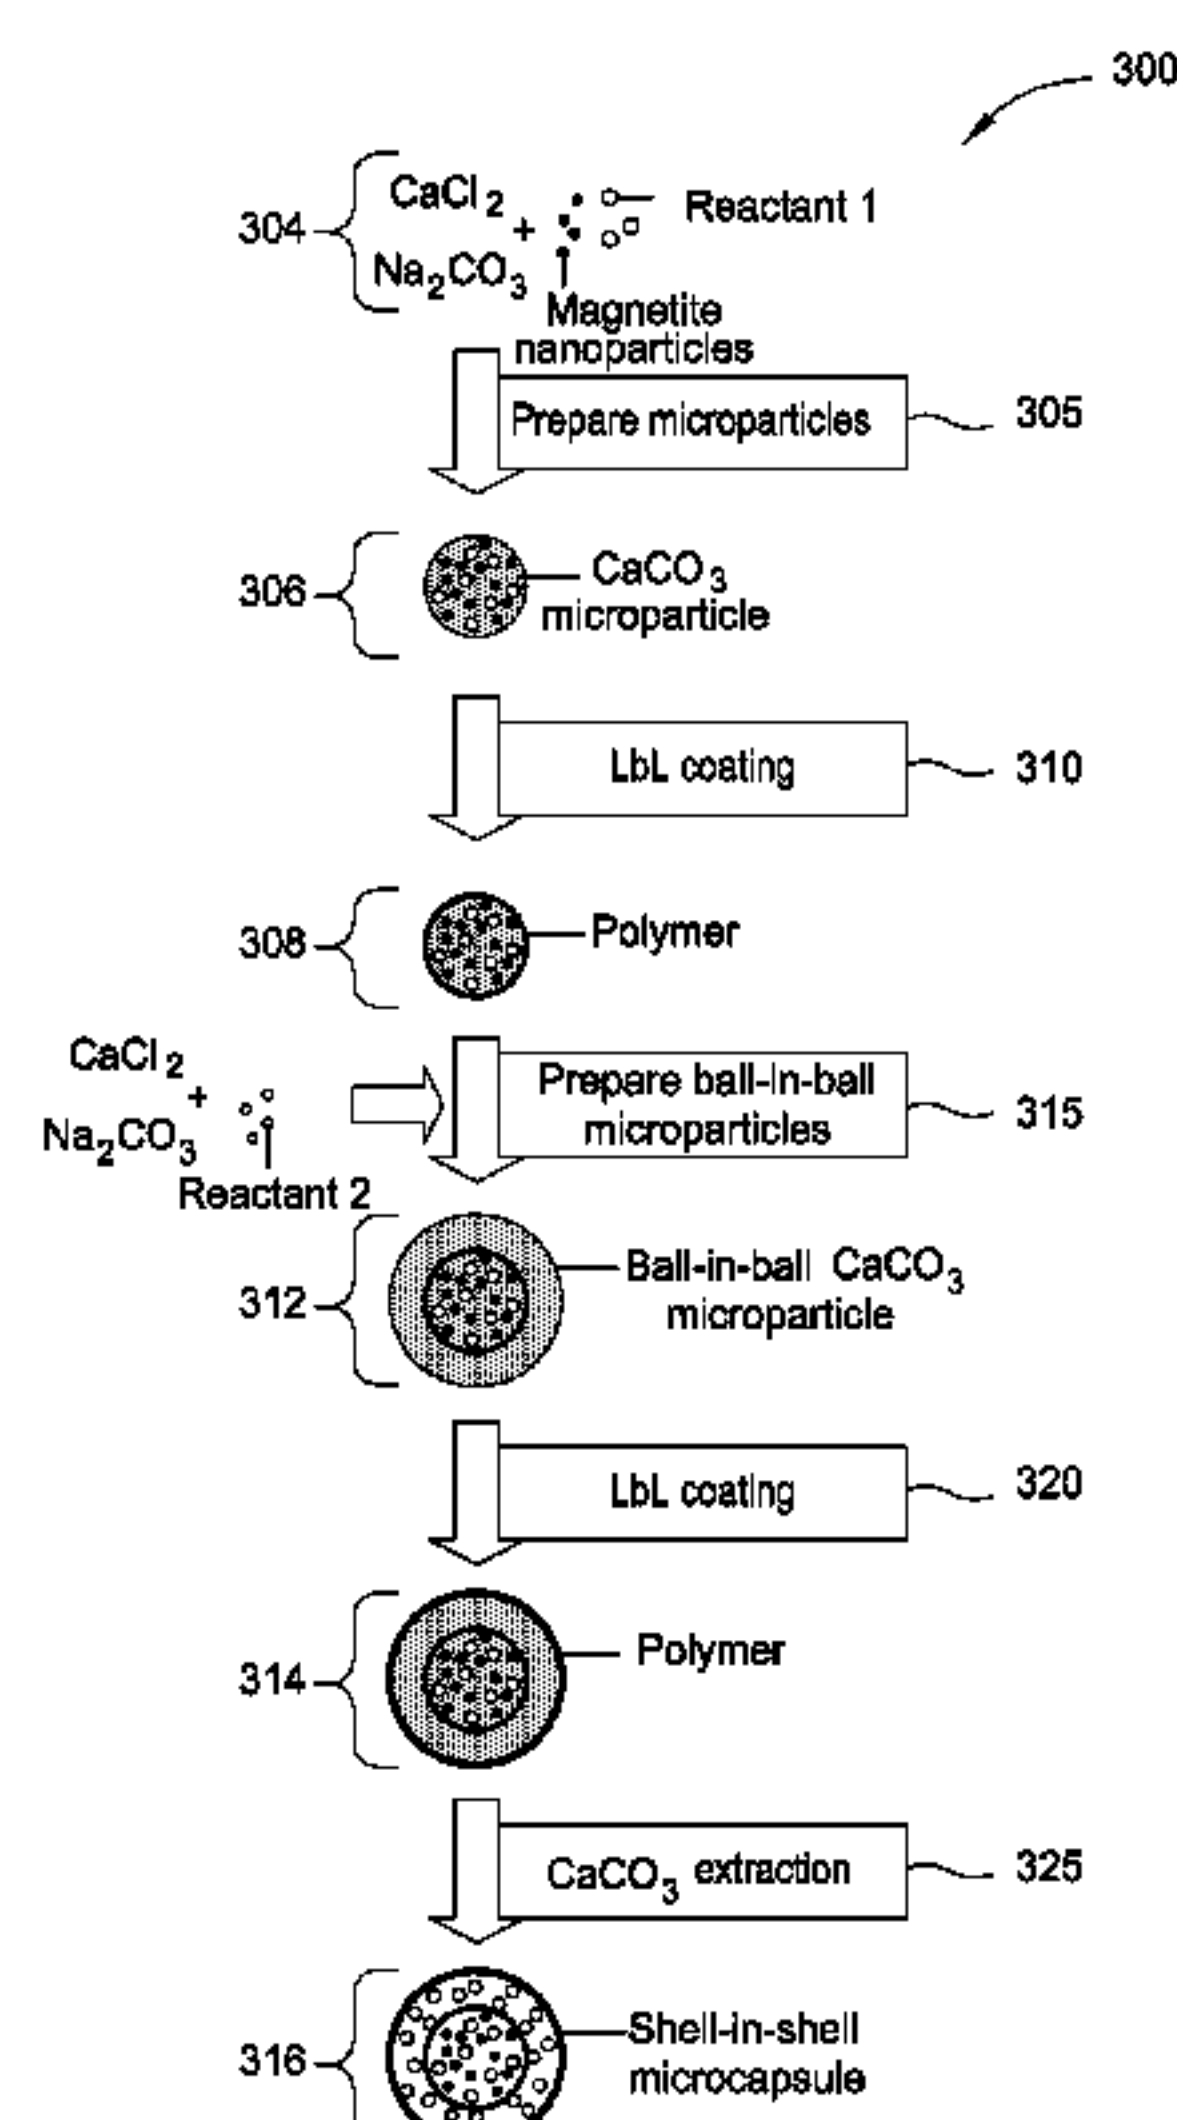 300
304
CaCl2
+
Na2CO3
Reactant 1
Magnetite
nanoparticles
Prepare microparticles
305
306
CaCO3
microparticle
LbL coating
310
308
Polymer
CaCl2
+
Na2CO3
Reactant 2
Prepare ball-in-ball
microparticles
315
312
Ball-in-ball CaCO3
microparticle
LbL coating
320
314
Polymer
CaCO3 extraction
325
316
Shell-in-shell
microcapsule